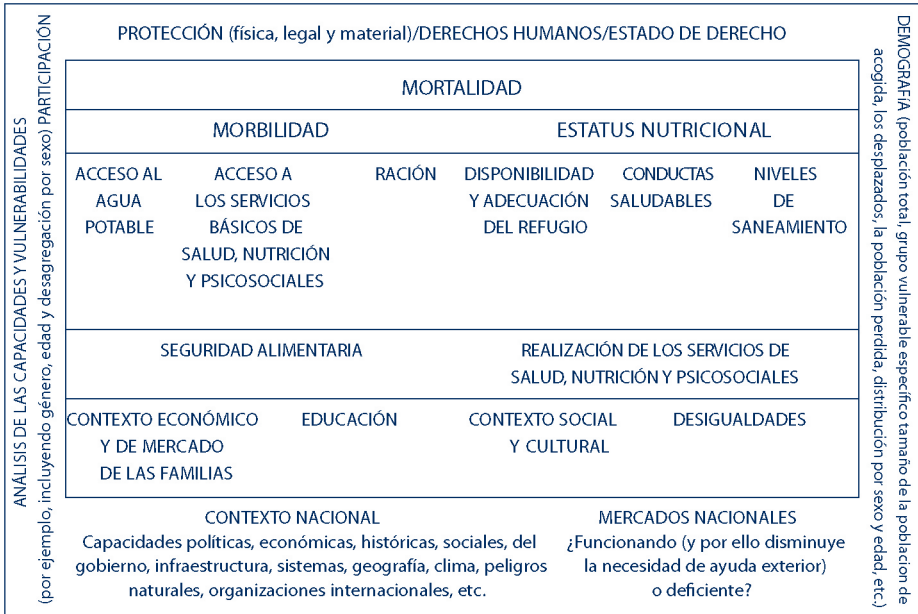 PROTECCIÓN (física, legal y material)/DERECHOS HUMANOS/ESTADO DE DERECHO
ANÁLISIS DE LAS CAPACIDADES Y VULNERABILIDADES
(por ejemplo, incluyendo género, edad y desagregación por sexo) PARTICIPACIÓN
MORTALIDAD
MORBILIDAD
ESTATUS NUTRICIONAL
ACCESO AL
AGUA
POTABLE
ACCESO A
LOS SERVICIOS
BÁSICOS DE
SALUD, NUTRICIÓN
Y PSICOSOCIALES
RACIÓN
DISPONIBILIDAD
Y ADECUACIÓN
DEL REFUGIO
CONDUCTAS
SALUDABLES
NIVELES
DE
SANEAMIENTO
SEGURIDAD ALIMENTARIA
REALIZACIÓN DE LOS SERVICIOS DE
SALUD, NUTRICIÓN Y PSICOSOCIALES
CONTEXTO ECONÓMICO
Y DE MERCADO
DE LAS FAMILIAS
EDUCACIÓN
CONTEXTO SOCIAL
Y CULTURAL
DESIGUALDADES
DEMOGRAFíA (población total, grupo vulnerable específico tamaño de la poblacion de
acogida, los desplazados, la población perdida, distribución por sexo y edad, etc.)
CONTEXTO NACIONAL
Capacidades políticas, económicas, históricas, sociales, del
gobierno, infraestructura, sistemas, geografía, clima, peligros
naturales, organizaciones internacionales, etc.
MERCADOS NACIONALES
¿Funcionando (y por ello disminuye
la necesidad de ayuda exterior)
o deficiente?